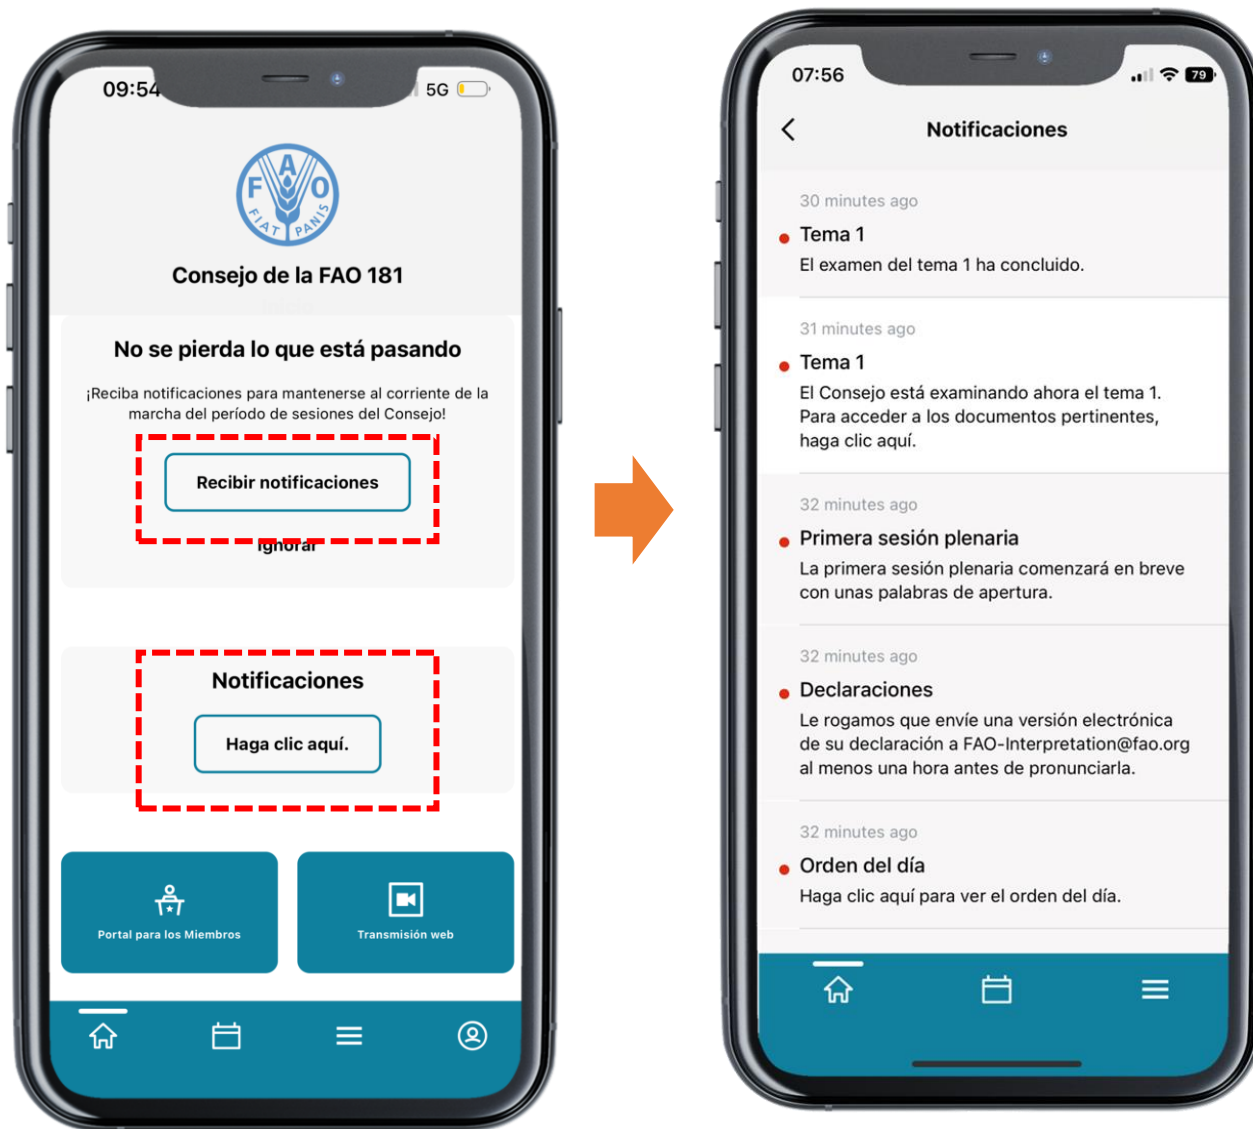 09:54
5G
FAO
FIAT PANIS
Consejo de la FAO 181
No se pierda lo que está pasando
¡Reciba notificaciones para mantenerse al corriente de la
marcha del período de sesiones del Consejo!
Recibir notificaciones
Ignorar
Notificaciones
Haga clic aquí.
Portal para los Miembros
Transmisión web
07:56
79
Notificaciones
30 minutes ago
Tema 1
El examen del tema 1 ha concluido.
31 minutes ago
Tema 1
El Consejo está examinando ahora el tema 1.
Para acceder a los documentos pertinentes,
haga clic aquí.
32 minutes ago
Primera sesión plenaria
La primera sesión plenaria comenzará en breve
con unas palabras de apertura.
32 minutes ago
Declaraciones
Le rogamos que envíe una versión electrónica
de su declaración a FAO-Interpretation@fao.org
al menos una hora antes de pronunciarla.
32 minutes ago
Orden del día
Haga clic aquí para ver el orden del día.